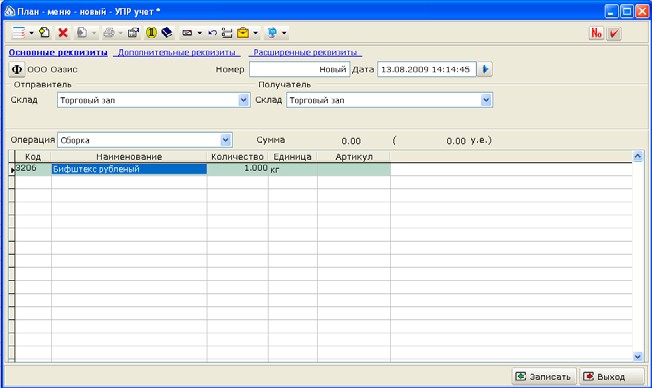 План - меню - новый - УПР учет *
№
Основные реквизиты Дополнительные реквизиты Расширенные реквизиты
Ф ООО Оазис Номер Новый Дата 13.08.2009 14:14:45
Отправитель Получатель
Склад Торговый зал Склад Торговый зал
Операция Сборка Сумма 0.00 ( 0.00 у.е.)
Код Наименование Количество Единица Артикул
3206 Бифштекс рубленый 1.000 кг
Записать Выход